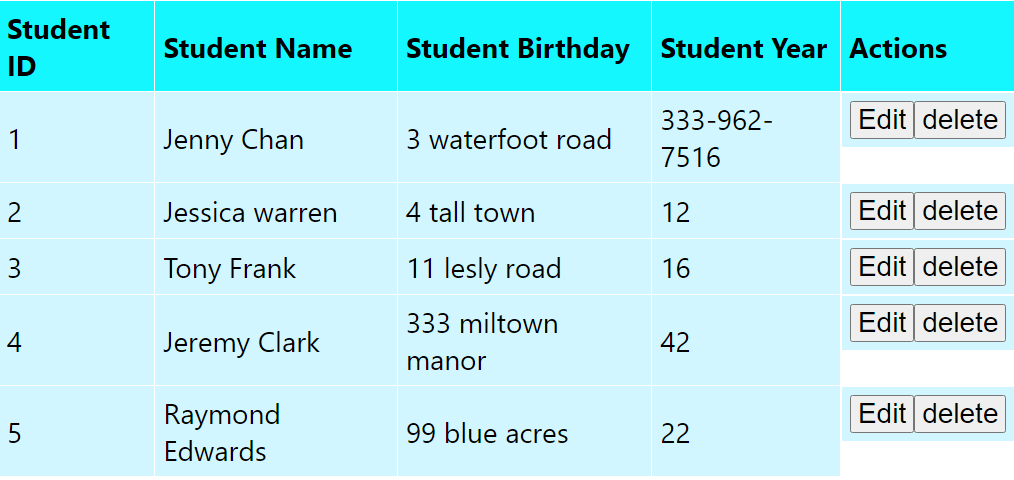 Student ID Student Name Student Birthday Student Year Actions
1 Jenny Chan 3 waterfoot road 333-962-7516 Edit delete
2 Jessica warren 4 tall town 12 Edit delete
3 Tony Frank 11 lesly road 16 Edit delete
4 Jeremy Clark 333 miltown manor 42 Edit delete
5 Raymond Edwards 99 blue acres 22 Edit delete